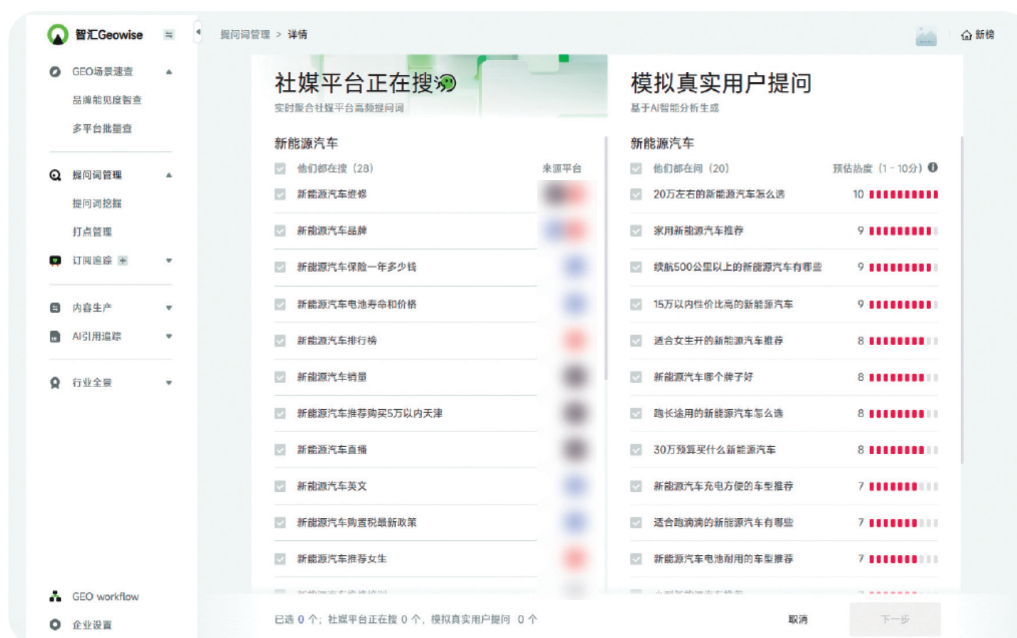 智汇Geowise
提问词管理 > 详情
新榜
GEO场景速查
品牌能见度智查
多平台批量查
提问词管理
提问词挖掘
打点管理
订阅追踪
内容生产
AI引用追踪
行业全景
GEO workflow
企业设置
社媒平台正在搜
实时聚合社媒平台高频提问词
新能源汽车
他们都在搜 (28) 来源平台
新能源汽车维修
新能源汽车品牌
新能源汽车保险一年多少钱
新能源汽车电池寿命和价格
新能源汽车排行榜
新能源汽车销量
新能源汽车推荐购买5万以内天津
新能源汽车直播
新能源汽车英文
新能源汽车购置税最新政策
新能源汽车推荐女生
模拟真实用户提问
基于AI智能分析生成
新能源汽车
他们都在问 (20) 预估热度 (1 - 10分)
20万左右的新能源汽车怎么选 10
家用新能源汽车推荐 9
续航500公里以上的新能源汽车有哪些 9
15万以内性价比高的新能源汽车 9
适合女生开的新能源汽车推荐 8
新能源汽车哪个牌子好 8
跑长途用的新能源汽车怎么选 8
30万预算买什么新能源汽车 8
新能源汽车充电方便的车型推荐 7
适合跑滴滴的新能源汽车有哪些 7
新能源汽车电池耐用的车型推荐 7
已选 0 个；社媒平台正在搜 0 个，模拟真实用户提问 0 个
取消
下一步